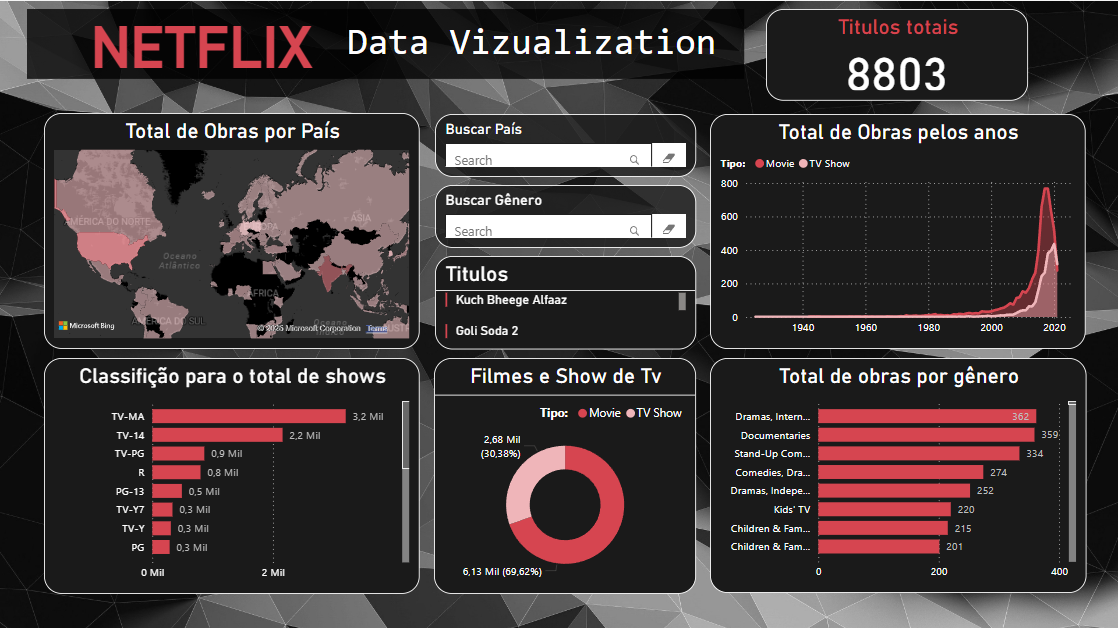 NETFLIX Data Vizualization
Titulos totais
8803
Total de Obras por País
AMÉRICA DO NORTE
ÁSIA
Oceano
Atlântico
ÁFRICA
AMÉRICA DO SUL
Microsoft Bing
© 2025 Microsoft Corporation Terms
Buscar País
Search
Buscar Gênero
Search
Titulos
Kuch Bheege Alfaaz
Goli Soda 2
Total de Obras pelos anos
Tipo: Movie TV Show
800
600
400
200
0
1940 1960 1980 2000 2020
Classifição para o total de shows
TV-MA 3,2 Mil
TV-14 2,2 Mil
TV-PG 0,9 Mil
R 0,8 Mil
PG-13 0,5 Mil
TV-Y7 0,3 Mil
TV-Y 0,3 Mil
PG 0,3 Mil
0 Mil 2 Mil
Filmes e Show de Tv
Tipo: Movie TV Show
2,68 Mil
(30,38%)
6,13 Mil (69,62%)
Total de obras por gênero
Dramas, Intern... 362
Documentaries 359
Stand-Up Com... 334
Comedies, Dra... 274
Dramas, Indepe... 252
Kids' TV 220
Children & Fam... 215
Children & Fam... 201
0 200 400